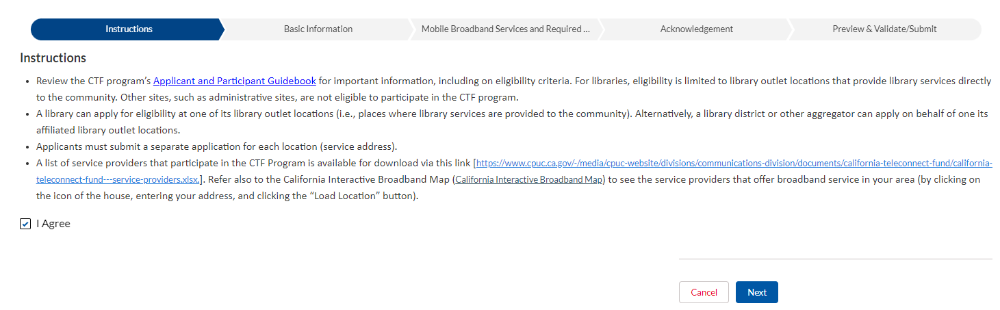 Instructions
Basic Information
Mobile Broadband Services and Required ...
Acknowledgement
Preview & Validate/Submit
Instructions
• Review the CTF program's Applicant and Participant Guidebook for important information, including on eligibility criteria. For libraries, eligibility is limited to library outlet locations that provide library services directly
to the community. Other sites, such as administrative sites, are not eligible to participate in the CTF program.
• A library can apply for eligibility at one of its library outlet locations (i.e., places where library services are provided to the community). Alternatively, a library district or other aggregator can apply on behalf of one its
affiliated library outlet locations.
• Applicants must submit a separate application for each location (service address).
• A list of service providers that participate in the CTF Program is available for download via this link [https://www.cpuc.ca.gov/-/media/cpuc-website/divisions/communications-division/documents/california-teleconnect-fund/california-
teleconnect-fund---service-providers.xlsx.]. Refer also to the California Interactive Broadband Map (California Interactive Broadband Map) to see the service providers that offer broadband service in your area (by clicking on
the icon of the house, entering your address, and clicking the “Load Location” button).
I Agree
Cancel
Next